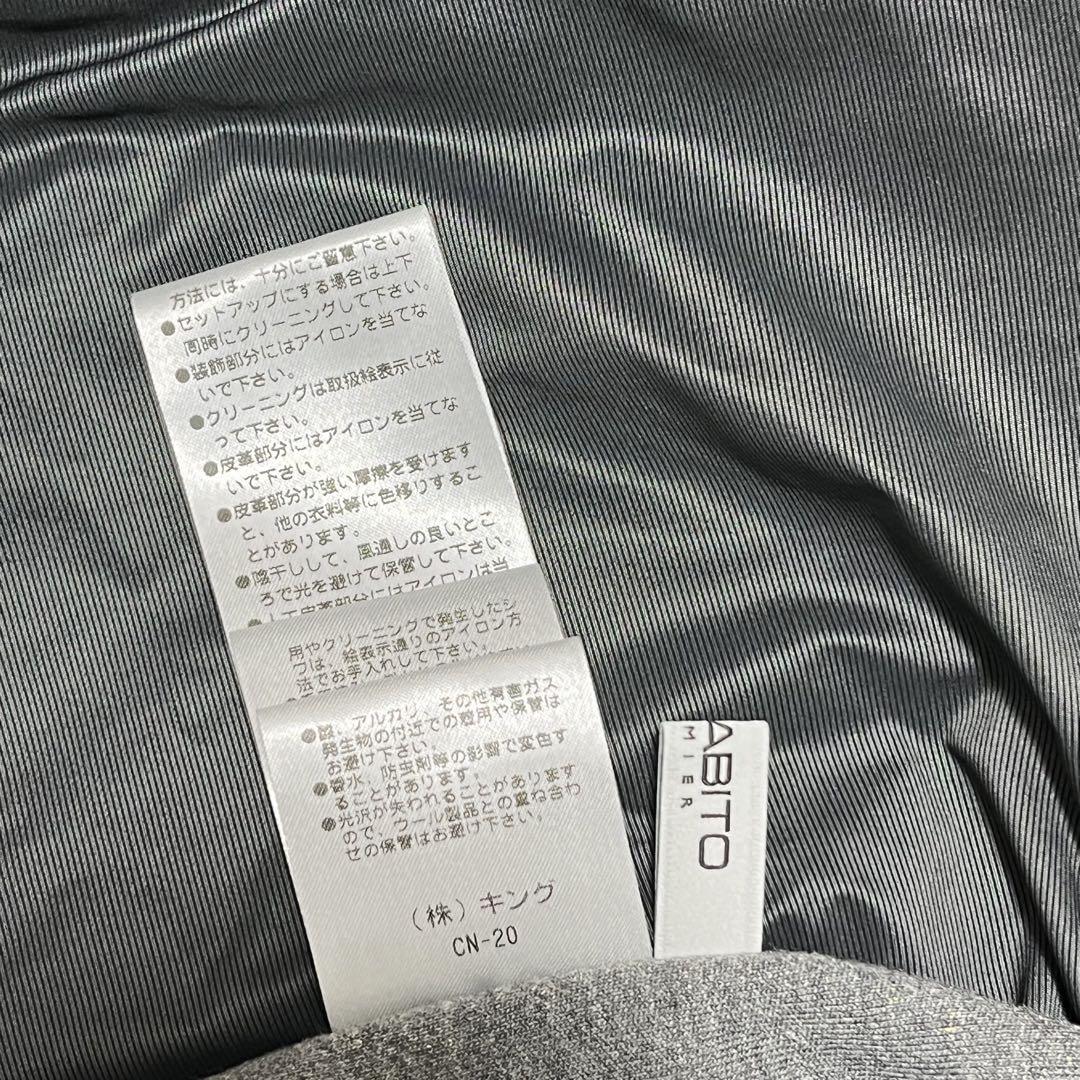 方法には、十分にご留意下さい。
●セットアップにする場合は上下
同時にクリーニングして下さい。
●装飾部分にはアイロンを当てな
いで下さい。
●クリーニングは取扱絵表示に従
って下さい。
●皮革部分にはアイロンを当てな
いで下さい。
●皮革部分が強い摩擦を受けます
と、他の衣料等に色移りするこ
とがあります。
●陰干しして、風通しの良いとこ
ろで光を避けて保管して下さい。
皮革部分にはアイロンは当
用やクリーニングで発生したシ
ワは、絵表示通りのアイロン方
法でお手入れして下さい。
●酸、アルカリ、その他有害ガス
発生物の付近での着用や保管は
お避け下さい。
●香水、防虫剤等の影響で変色す
ることがあります。
●光沢が失われることがあります
ので、ウール製品との重ね合わ
せの保管はお避け下さい。
(株)キング
CN-20
ABITO
MIER